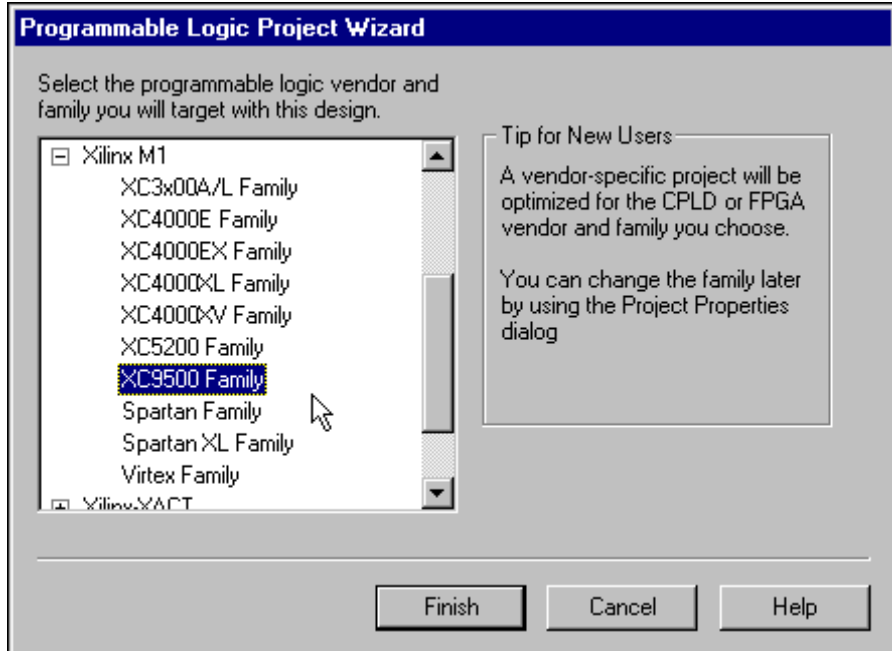 Programmable Logic Project Wizard
Select the programmable logic vendor and
family you will target with this design.
Xilinx M1
XC3x00A/L Family
XC4000E Family
XC4000EX Family
XC4000XL Family
XC4000XV Family
XC5200 Family
XC9500 Family
Spartan Family
Spartan XL Family
Virtex Family
Xilinx-XACT
Tip for New Users
A vendor-specific project will be
optimized for the CPLD or FPGA
vendor and family you choose.
You can change the family later
by using the Project Properties
dialog
Finish
Cancel
Help